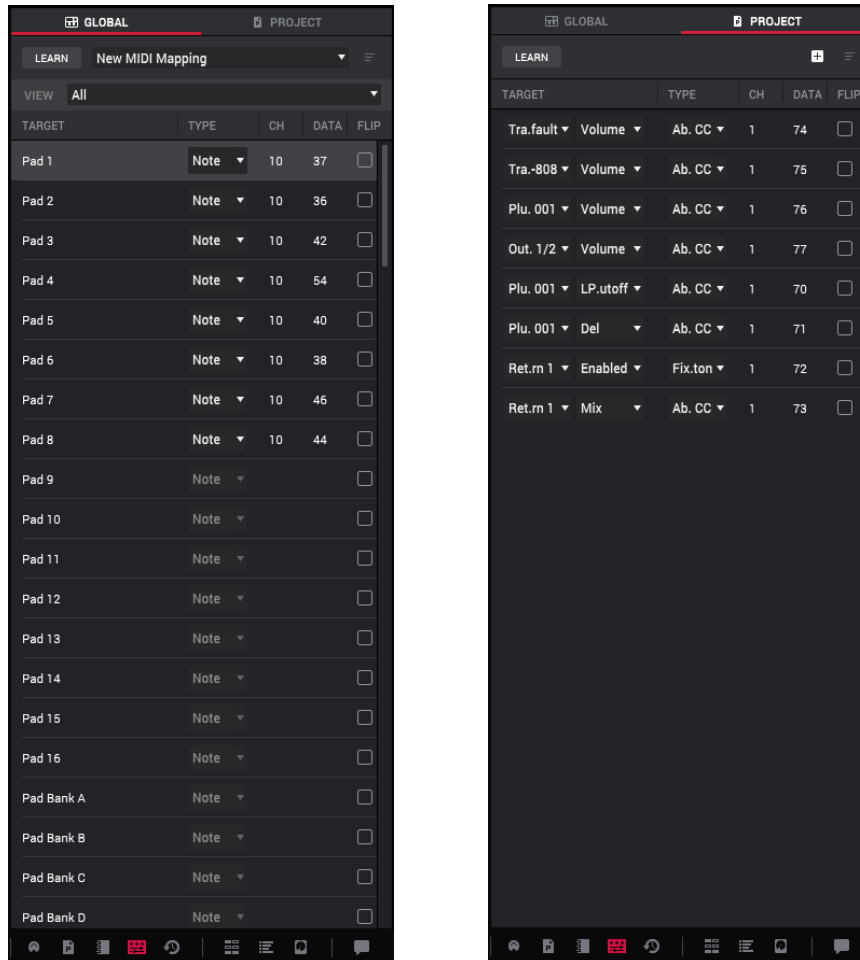 GLOBAL PROJECT
LEARN New MIDI Mapping
VIEW All
TARGET TYPE CH DATA FLIP
Pad 1 Note 10 37
Pad 2 Note 10 36
Pad 3 Note 10 42
Pad 4 Note 10 54
Pad 5 Note 10 40
Pad 6 Note 10 38
Pad 7 Note 10 46
Pad 8 Note 10 44
Pad 9 Note
Pad 10 Note
Pad 11 Note
Pad 12 Note
Pad 13 Note
Pad 14 Note
Pad 15 Note
Pad 16 Note
Pad Bank A Note
Pad Bank B Note
Pad Bank C Note
Pad Bank D Note
GLOBAL PROJECT
LEARN
TARGET TYPE CH DATA FLIP
Tra.fault Volume Ab. CC 1 74
Tra.-808 Volume Ab. CC 1 75
Plu. 001 Volume Ab. CC 1 76
Out. 1/2 Volume Ab. CC 1 77
Plu. 001 LP.utoff Ab. CC 1 70
Plu. 001 Del Ab. CC 1 71
Ret.rn 1 Enabled Fix.ton 1 72
Ret.rn 1 Mix Ab. CC 1 73